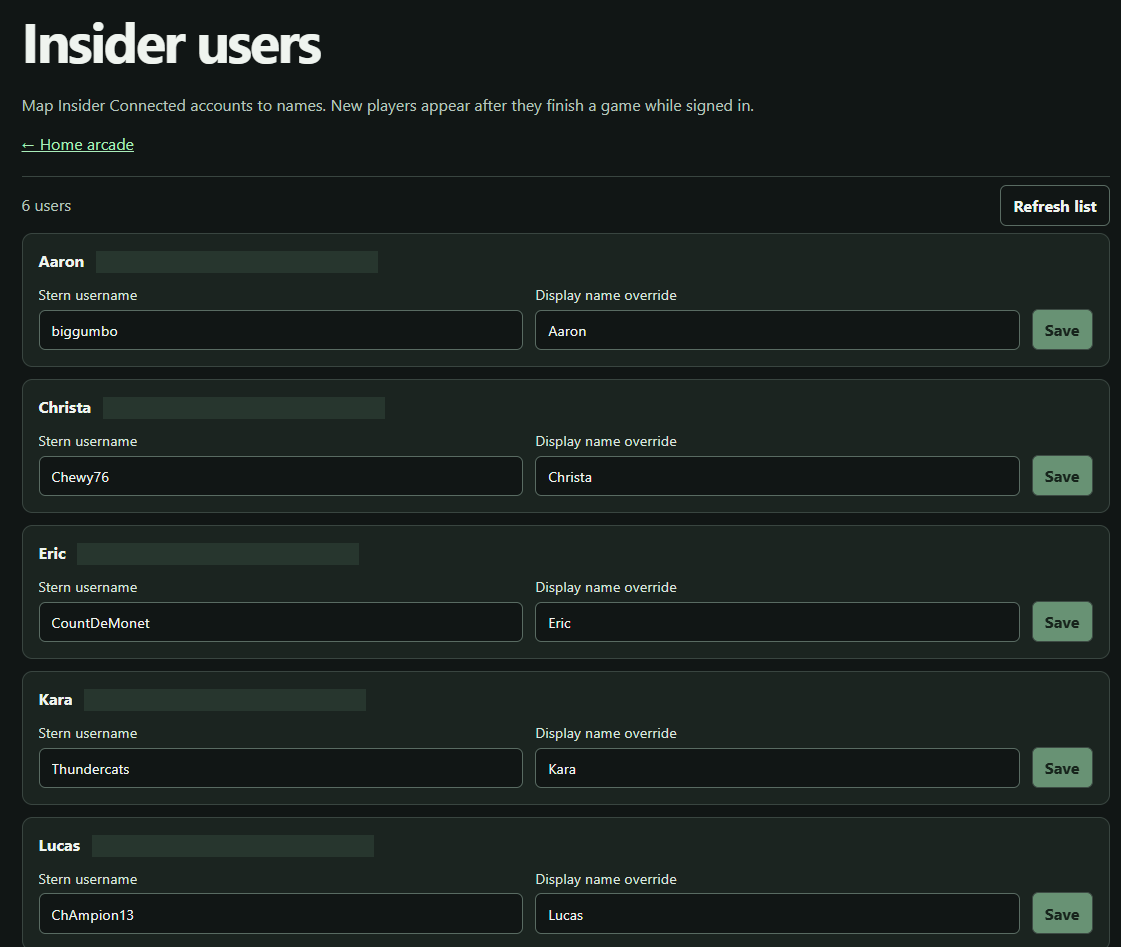 Insider users
Map Insider Connected accounts to names. New players appear after they finish a game while signed in.
← Home arcade
6 users
Refresh list
Aaron
Stern username
Display name override
biggumbo
Aaron
Save
Christa
Stern username
Display name override
Chewy76
Christa
Save
Eric
Stern username
Display name override
CountDeMonet
Eric
Save
Kara
Stern username
Display name override
Thundercats
Kara
Save
Lucas
Stern username
Display name override
ChAmpion13
Lucas
Save